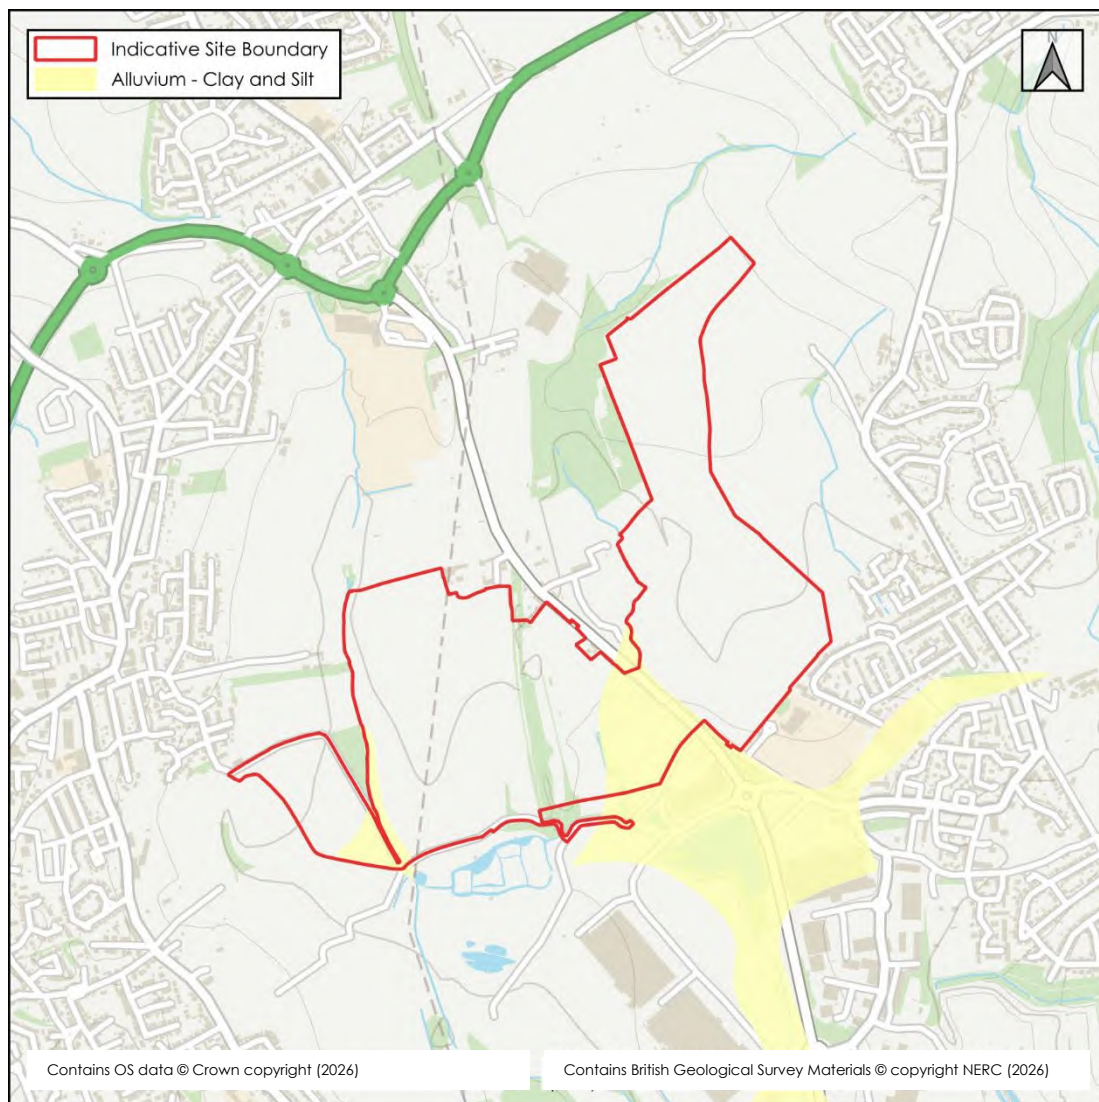 Indicative Site Boundary
Alluvium - Clay and Silt
N
Contains OS data © Crown copyright (2026)
Contains British Geological Survey Materials © copyright NERC (2026)